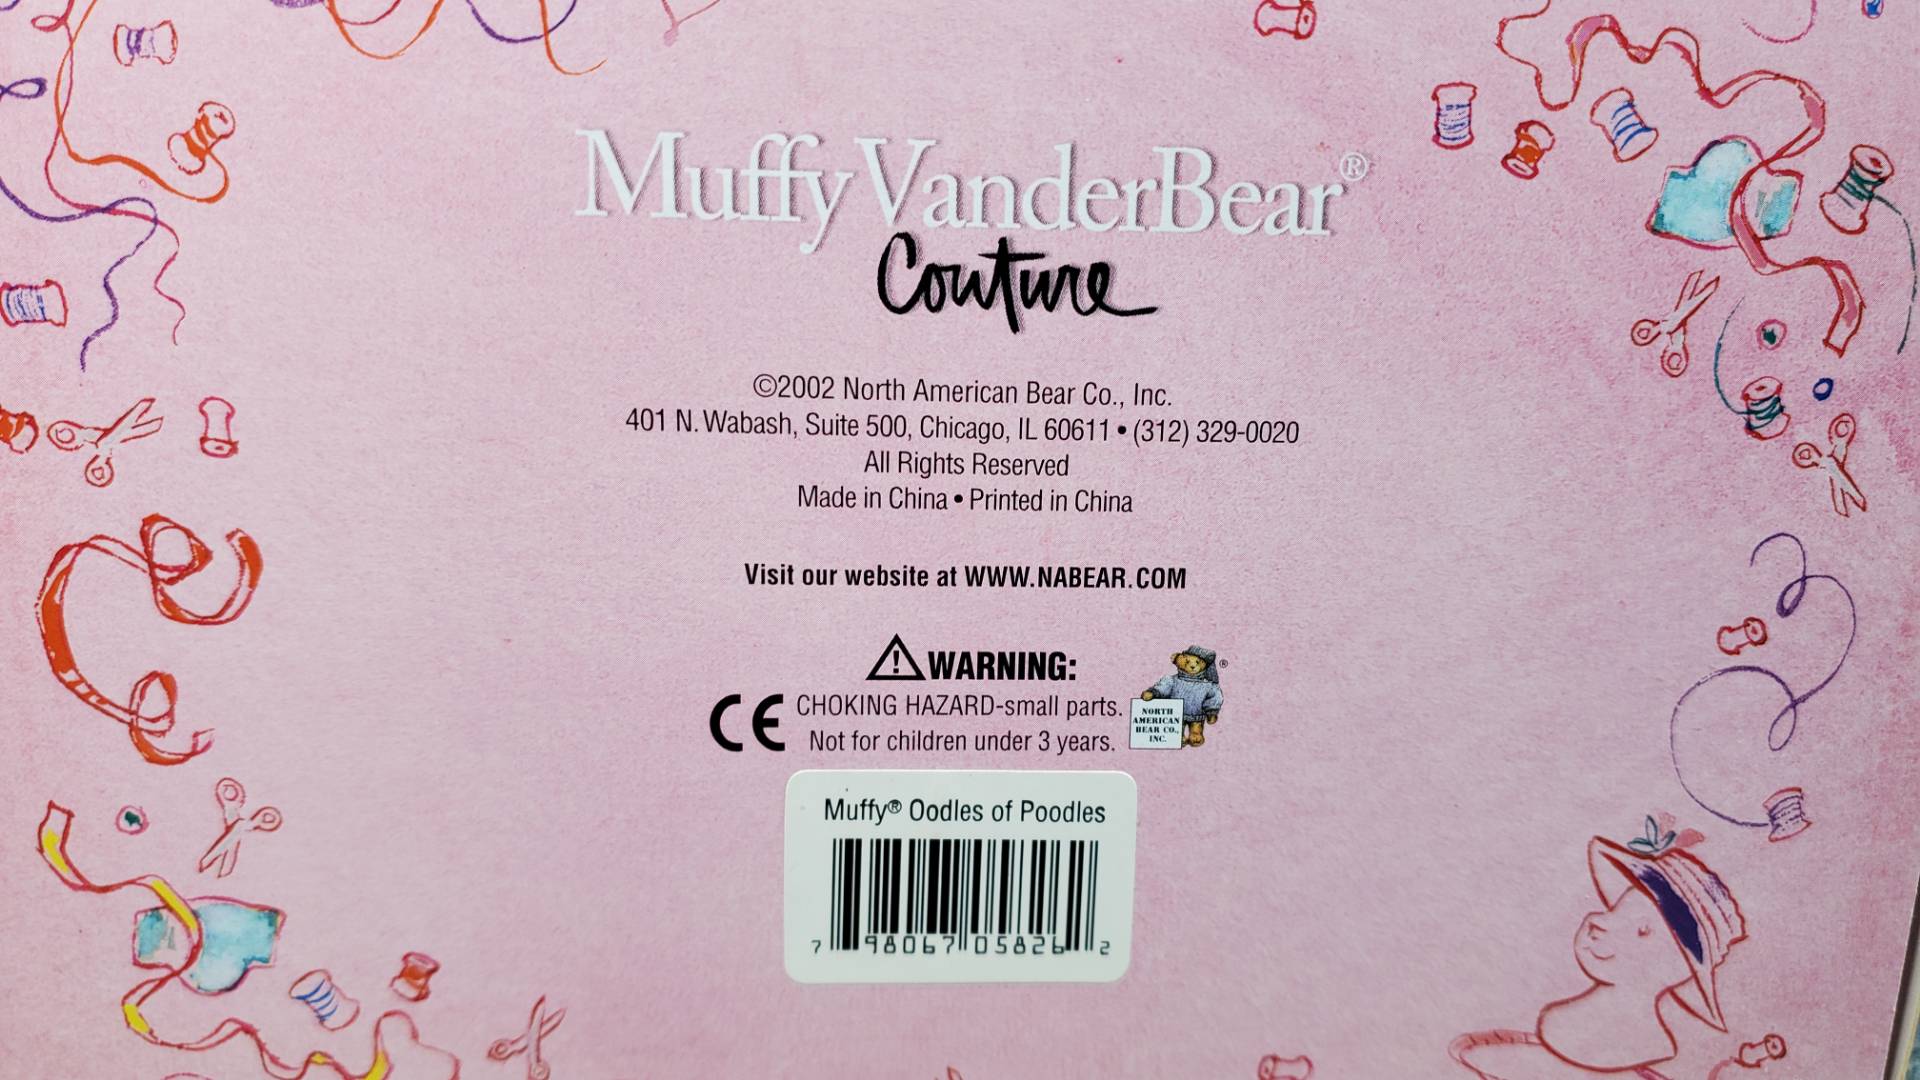 Muffy VanderBear®
Couture
©2002 North American Bear Co., Inc.
401 N. Wabash, Suite 500, Chicago, IL 60611 • (312) 329-0020
All Rights Reserved
Made in China • Printed in China
Visit our website at WWW.NABEAR.COM
WARNING:
CE CHOKING HAZARD-small parts.
Not for children under 3 years.
®
NORTH
AMERICAN
BEAR CO.,
INC.
Muffy® Oodles of Poodles
7 98067 05826 2